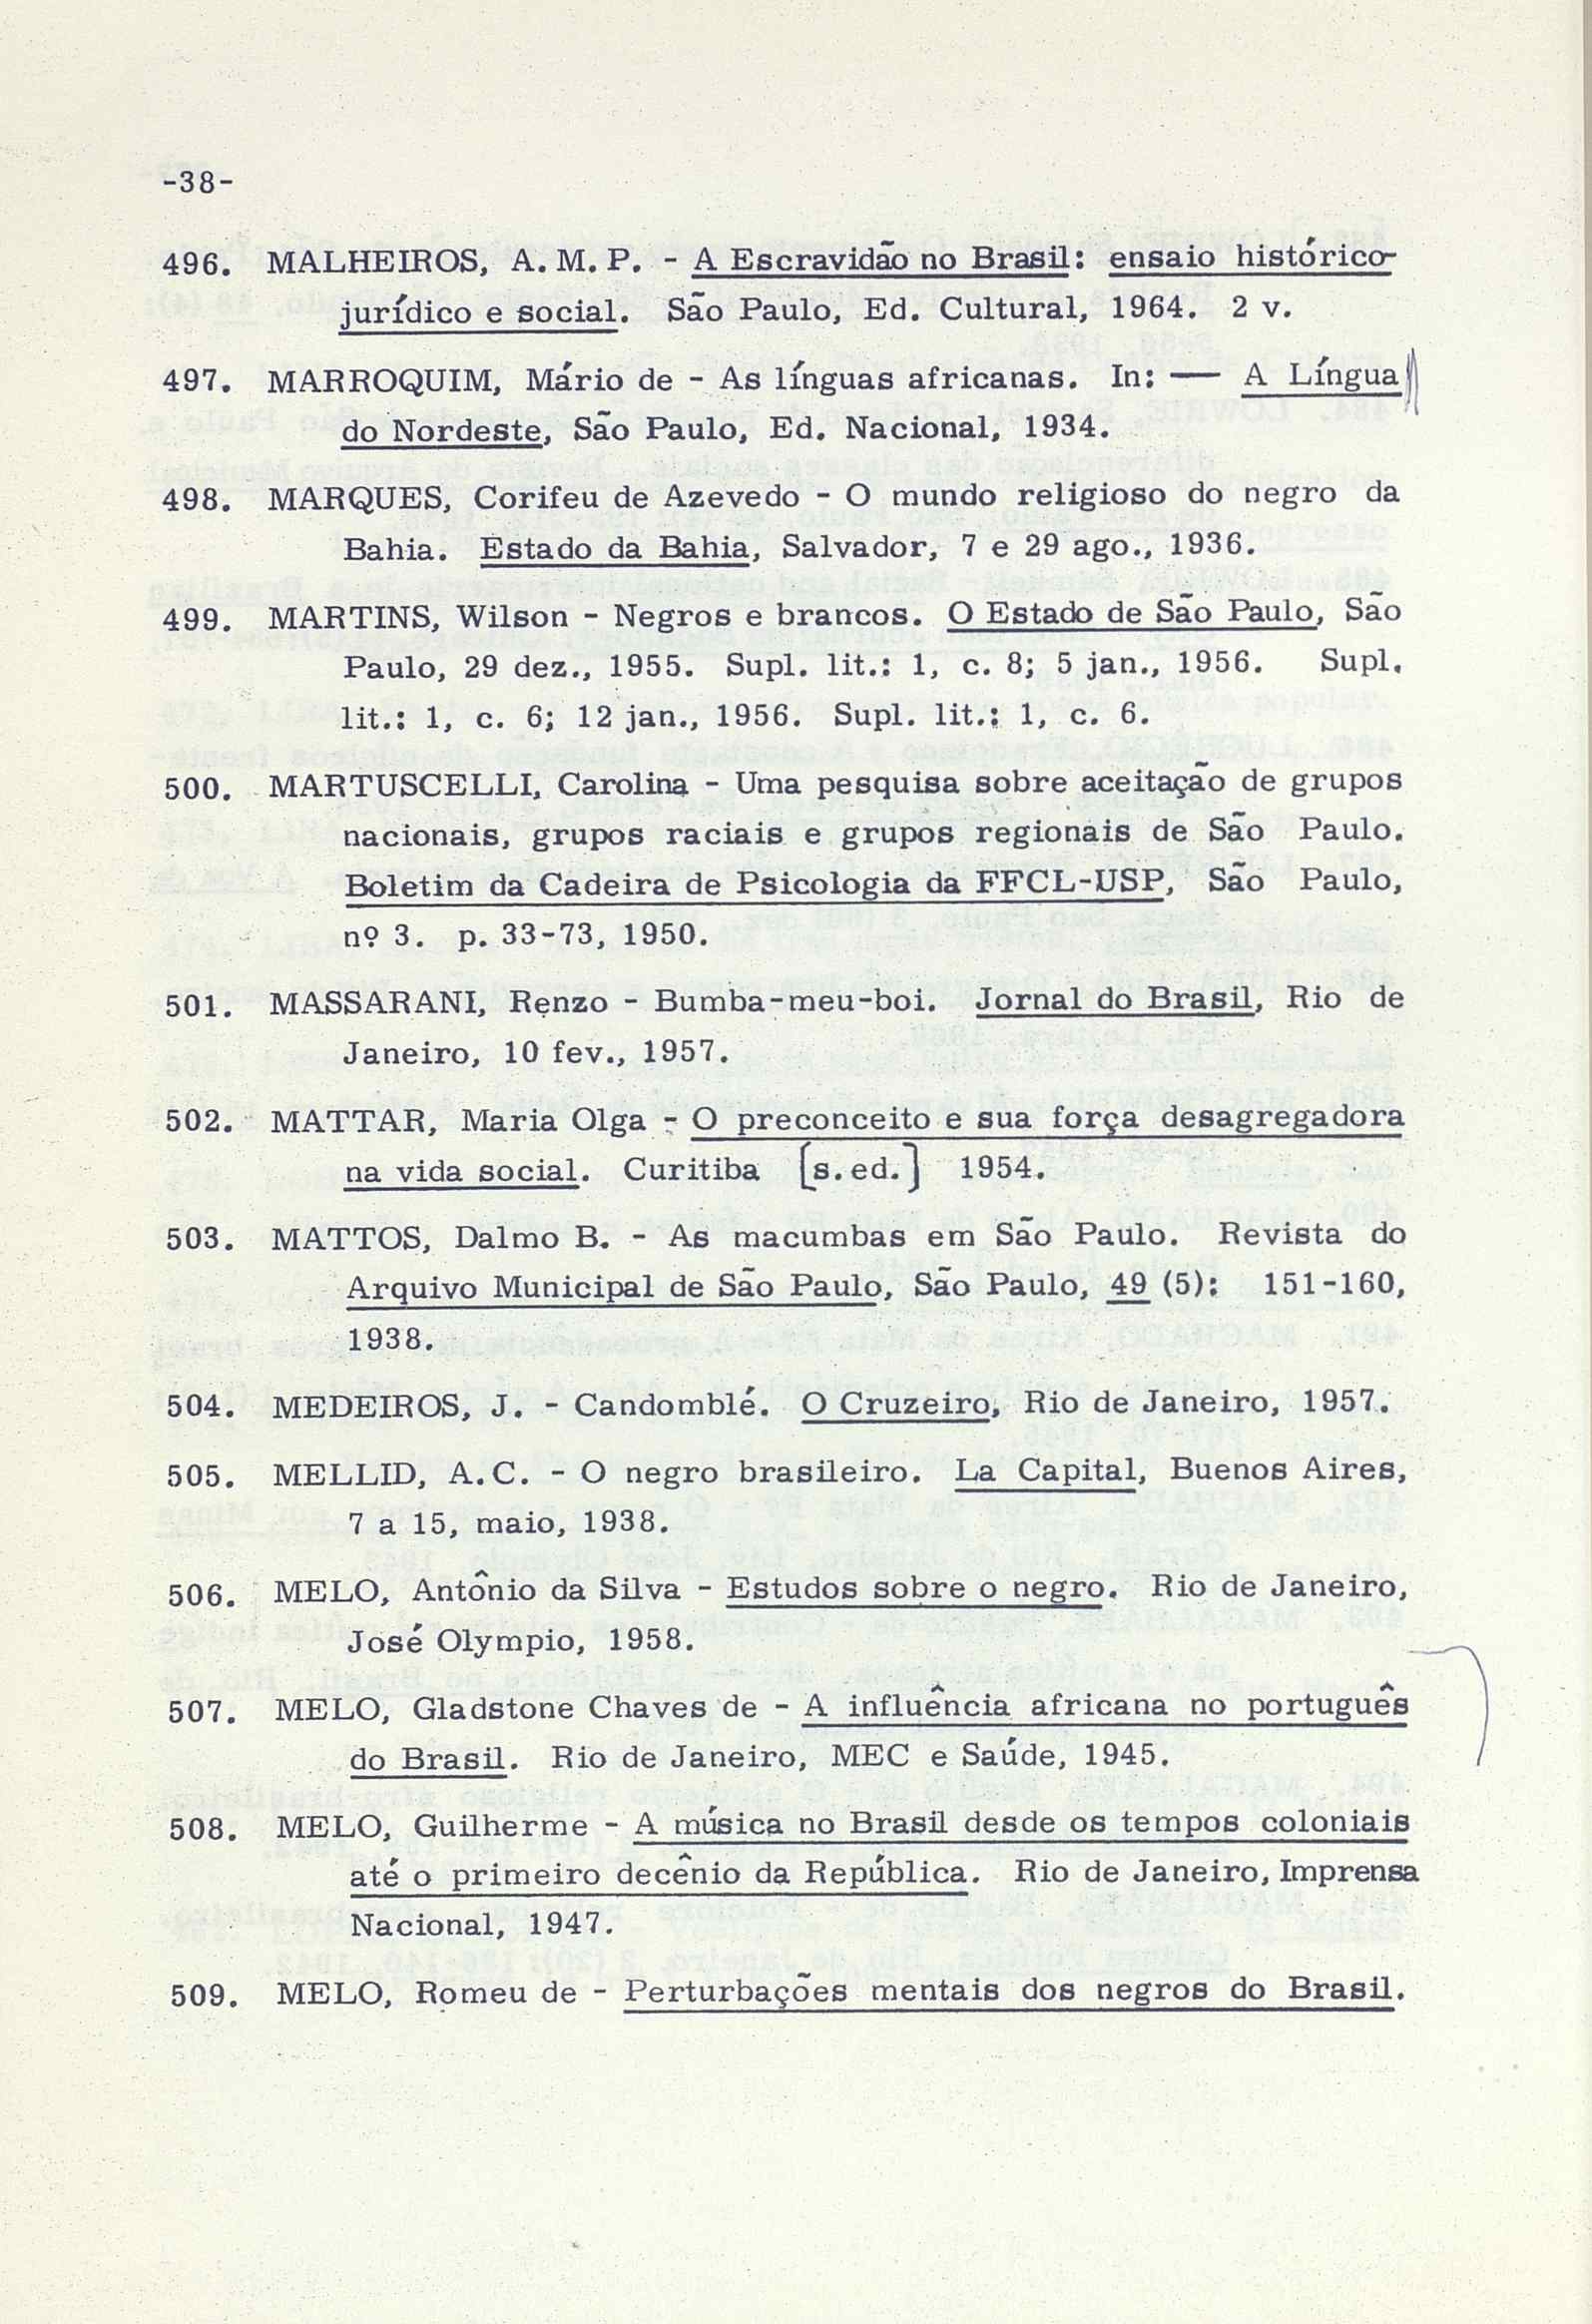 -38-
496. MALHEIROS, A. M. P. - A Escravidão no Brasil: ensaio histórico-
jurídico e social. São Paulo, Ed. Cultural, 1964. 2 v.
497. MARROQUIM, Mário de - As línguas africanas. In: — A Língua
do Nordeste, São Paulo, Ed. Nacional, 1934.
498. MARQUES, Corifeu de Azevedo - O mundo religioso do negro da
Bahia. Estado da Bahia, Salvador, 7 e 29 ago., 1936.
499. MARTINS, Wilson - Negros e brancos. O Estado de São Paulo, São
Paulo, 29 dez., 1955. Supl. lit.: 1, c. 8; 5 jan., 1956. Supl.
lit.: 1, c. 6; 12 jan., 1956. Supl. lit.: 1, c. 6.
500. MARTUSCELLI, Carolina - Uma pesquisa sobre aceitação de grupos
nacionais, grupos raciais e grupos regionais de São Paulo.
Boletim da Cadeira de Psicologia da FFCL-USP, São Paulo,
nº 3. p. 33-73, 1950.
501. MASSARANI, Renzo - Bumba-meu-boi. Jornal do Brasil, Rio de
Janeiro, 10 fev., 1957.
502. MATTAR, Maria Olga - O preconceito e sua força desagregadora
na vida social. Curitiba [s.ed.] 1954.
503. MATTOS, Dalmo B. - As macumbas em São Paulo. Revista do
Arquivo Municipal de São Paulo, São Paulo, 49 (5): 151-160,
1938.
504. MEDEIROS, J. - Candomblé. O Cruzeiro, Rio de Janeiro, 1957.
505. MELLID, A.C. - O negro brasileiro. La Capital, Buenos Aires,
7 a 15, maio, 1938.
506. MELO, Antônio da Silva - Estudos sobre o negro. Rio de Janeiro,
José Olympio, 1958.
507. MELO, Gladstone Chaves de - A influência africana no português
do Brasil. Rio de Janeiro, MEC e Saúde, 1945.
508. MELO, Guilherme - A música no Brasil desde os tempos coloniais
até o primeiro decênio da República. Rio de Janeiro, Imprensa
Nacional, 1947.
509. MELO, Romeu de - Perturbações mentais dos negros do Brasil.